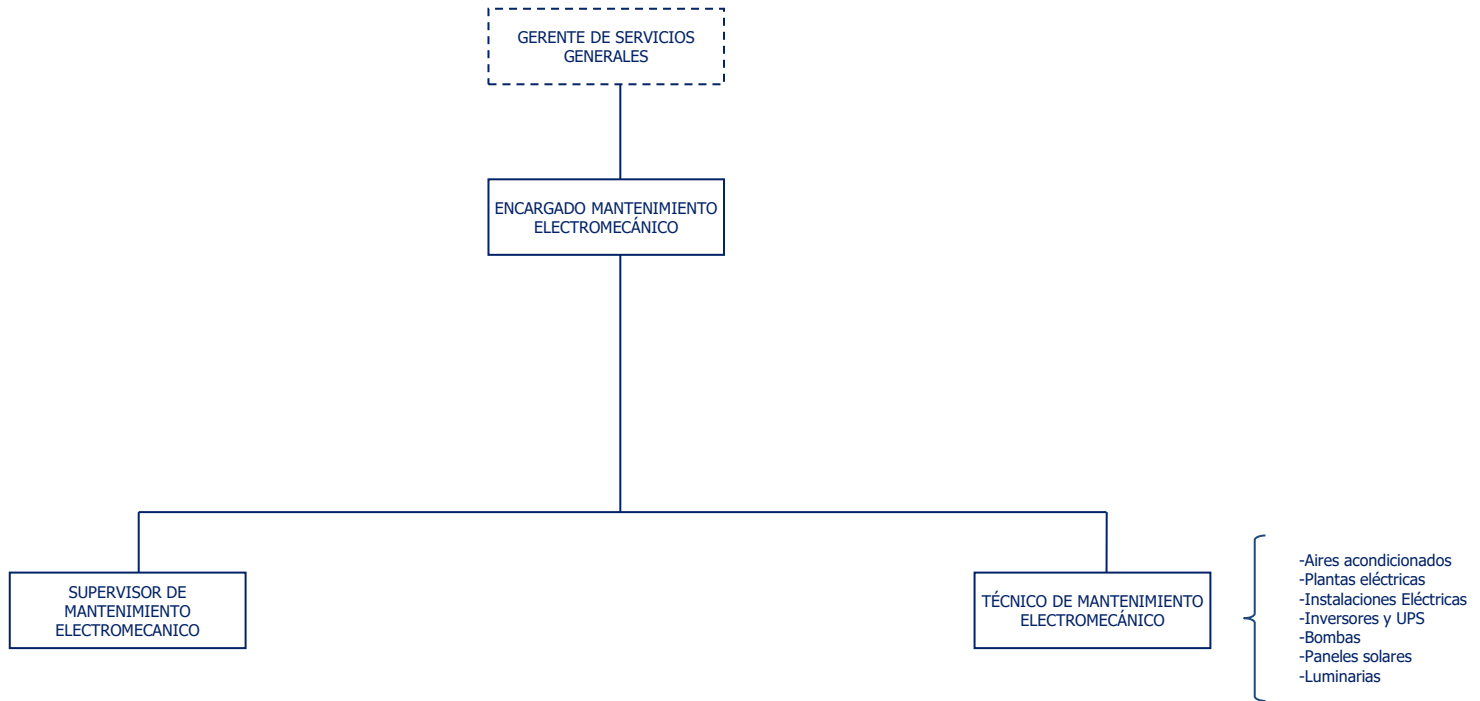 GERENTE DE SERVICIOS
GENERALES
ENCARGADO MANTENIMIENTO
ELECTROMECÁNICO
SUPERVISOR DE
MANTENIMIENTO
ELECTROMECANICO
TÉCNICO DE MANTENIMIENTO
ELECTROMECÁNICO
-Aires acondicionados
-Plantas eléctricas
-Instalaciones Eléctricas
-Inversores y UPS
-Bombas
-Paneles solares
-Luminarias